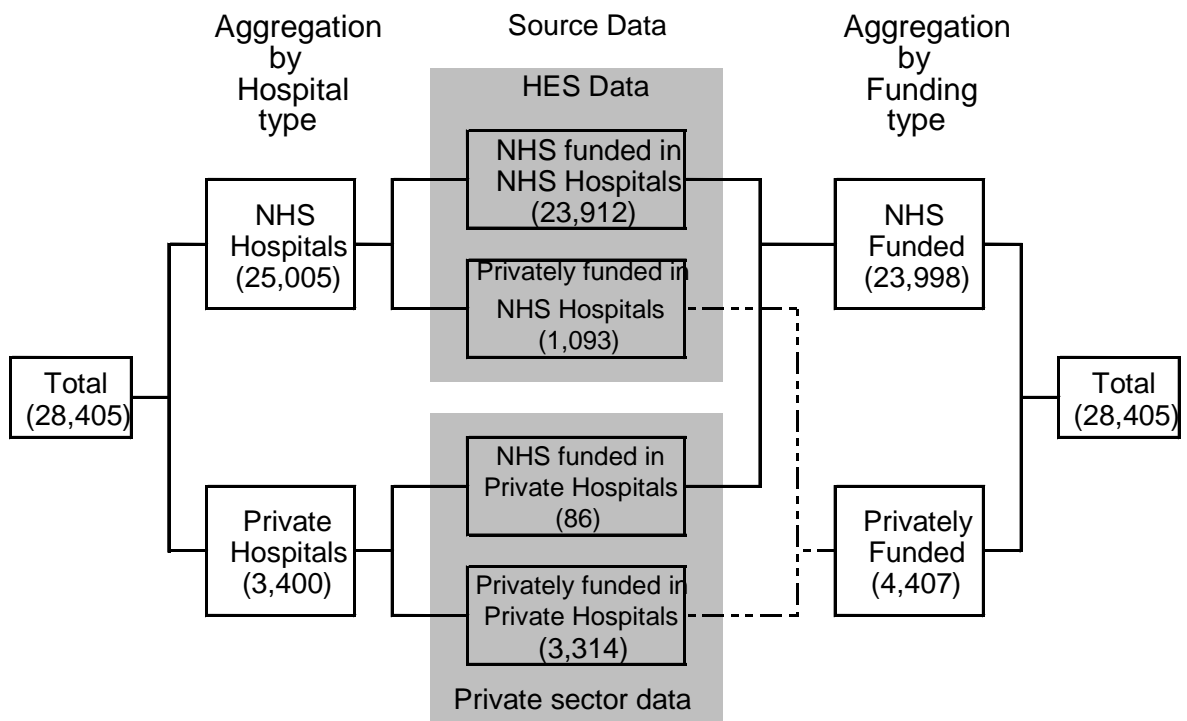 Aggregation
by
Hospital
type
Source Data
Aggregation
by
Funding
type
HES Data
NHS funded in
NHS Hospitals
(23,912)
Privately funded in
NHS Hospitals
(1,093)
NHS
Hospitals
(25,005)
NHS
Funded
(23,998)
Total
(28,405)
Total
(28,405)
Private
Hospitals
(3,400)
NHS funded in
Private Hospitals
(86)
Privately funded in
Private Hospitals
(3,314)
Privately
Funded
(4,407)
Private sector data